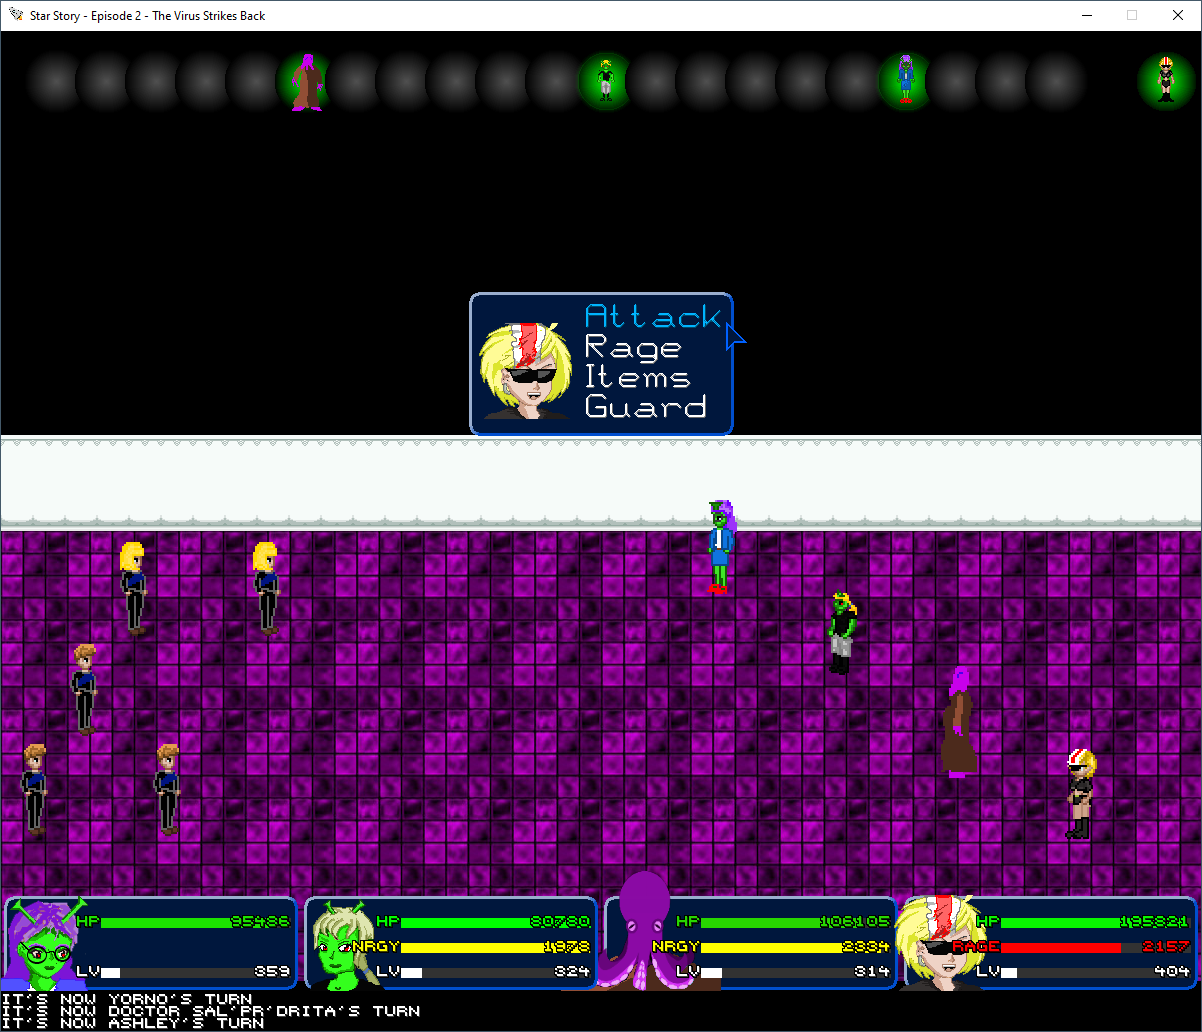 Star Story - Episode 2 - The Virus Strikes Back
Attack
Rage
Items
Guard
HP 95486
LV 359
HP 80780
NRGY 1978
LV 324
HP 106105
NRGY 2334
LV 314
HP 195821
RAGE 2157
LV 404
IT'S NOW YORNO'S TURN
IT'S NOW DOCTOR SAL'PR'DRITA'S TURN
IT'S NOW ASHLEY'S TURN